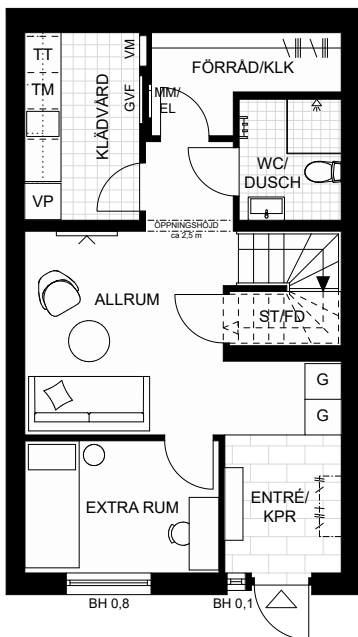 TT
TM
VP
KLÄDVÅRD
VM
GVF
MM/
EL
FÖRRÅD/KLK
WC/
DUSCH
ÖPPNINGSHÖJD
ca 2,5 m
ALLRUM
ST/FD
G
G
EXTRA RUM
ENTRÉ/
KPR
BH 0,8
BH 0,1